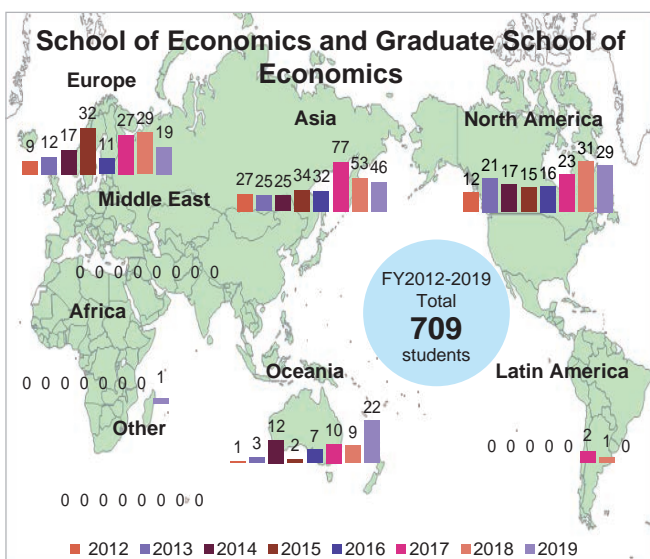 School of Economics and Graduate School of
Economics
Europe
9 12 17 32 11 27 29 19
Asia
27 25 25 34 32 77 53 46
North America
12 21 17 15 16 23 31 29
Middle East
0 0 0 0 0 0 0 0
FY2012-2019
Total
709
students
Africa
0 0 0 0 0 0 0 1
Oceania
1 3 12 2 7 10 9 22
Latin America
0 0 0 0 0 2 1 0
Other
0 0 0 0 0 0 0 0
2012 2013 2014 2015 2016 2017 2018 2019